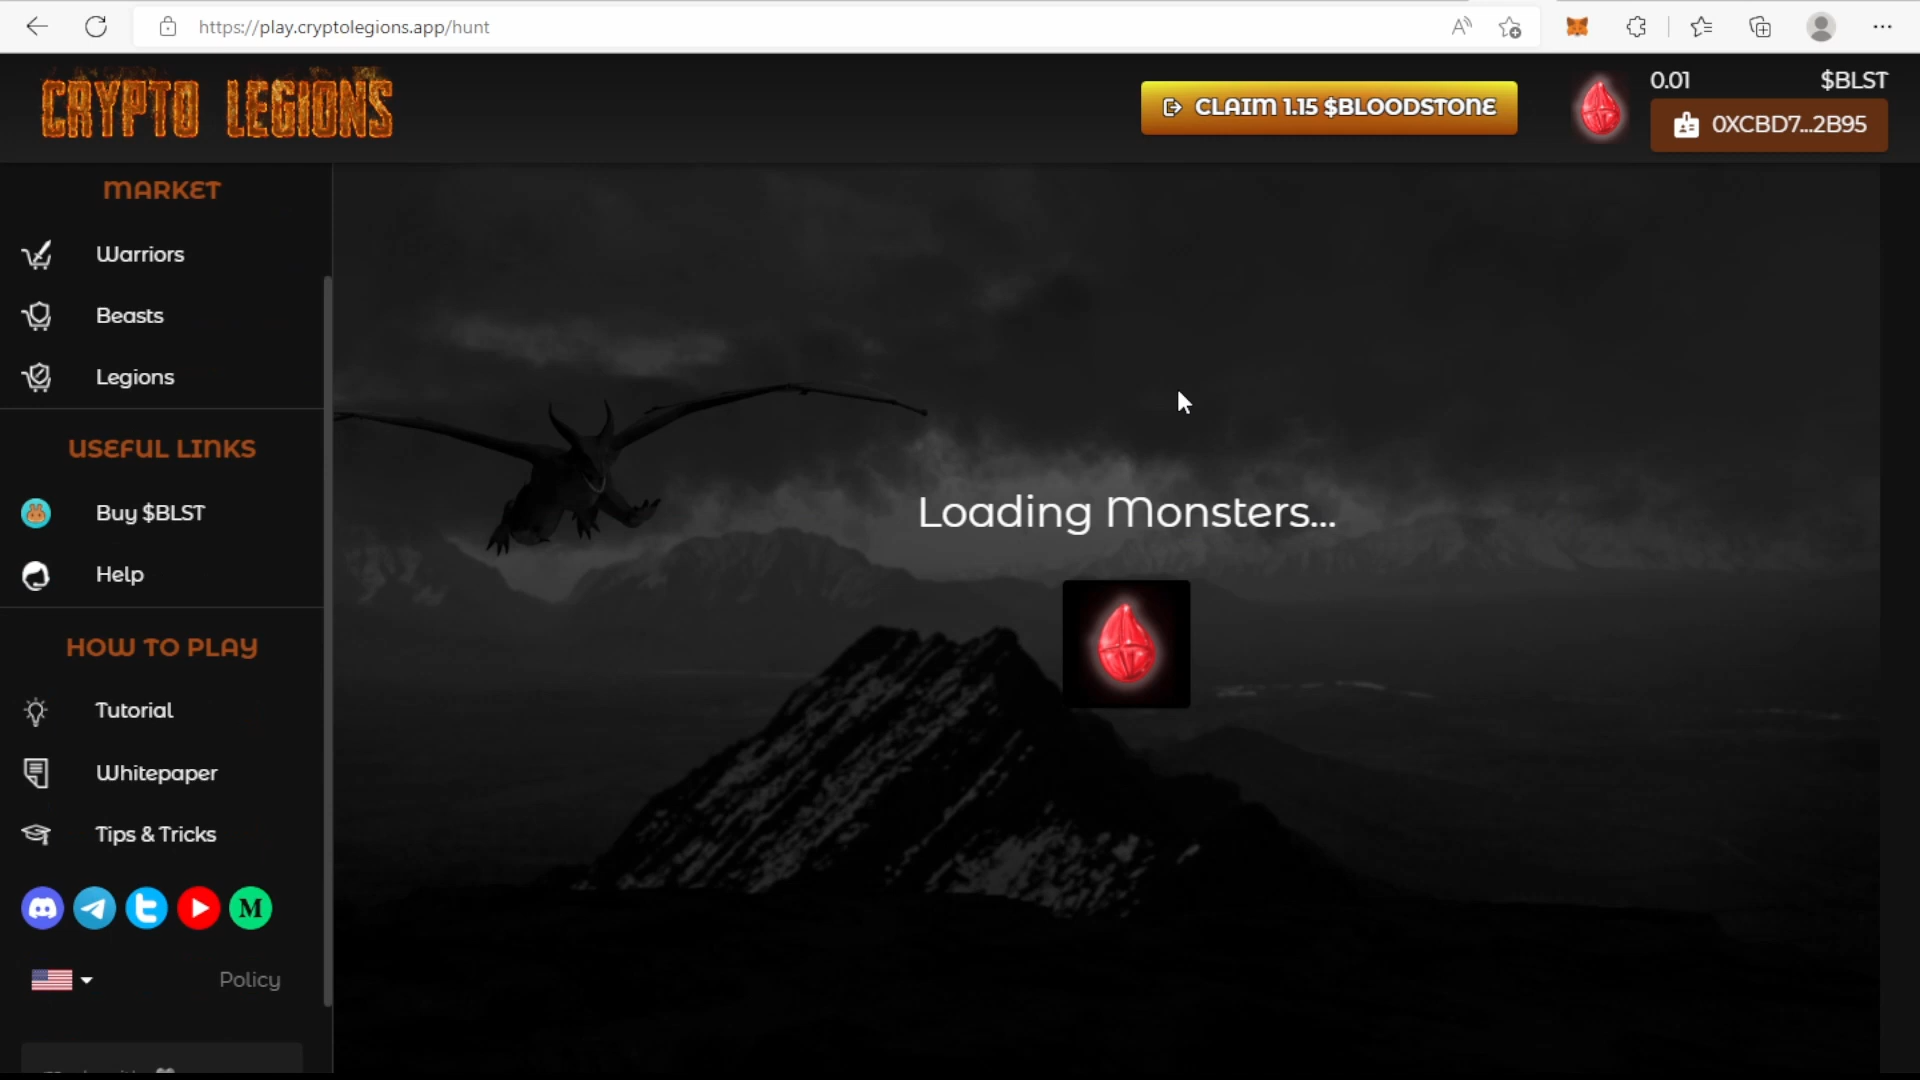 https://play.cryptolegions.app/hunt
CRYPTO LEGIONS
CLAIM 1.15 $BLOODSTONE
0.01 $BLST
0XCBD7...2B95
MARKET
Warriors
Beasts
Legions
USEFUL LINKS
Buy $BLST
Help
HOW TO PLAY
Tutorial
Whitepaper
Tips & Tricks
M
Policy
Loading Monsters...